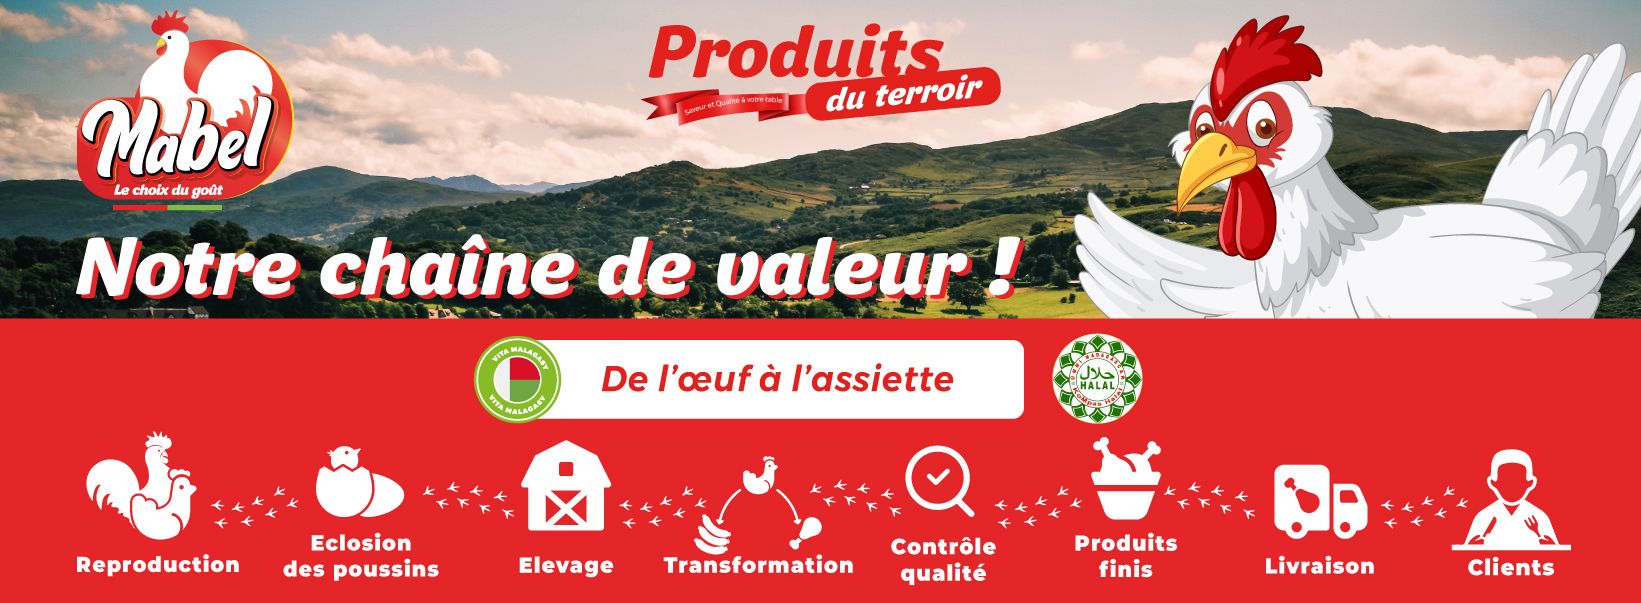 Mabel
Le choix du goût
Produits
du terroir
Saveur et Qualité à votre table
Notre chaîne de valeur !
VITA MALAGASY
VITA MALAGASY
De l'œuf à l'assiette
حلال
HALAL
KoMpas Halal
Reproduction
Eclosion
des poussins
Elevage
Transformation
Contrôle
qualité
Produits
finis
Livraison
Clients